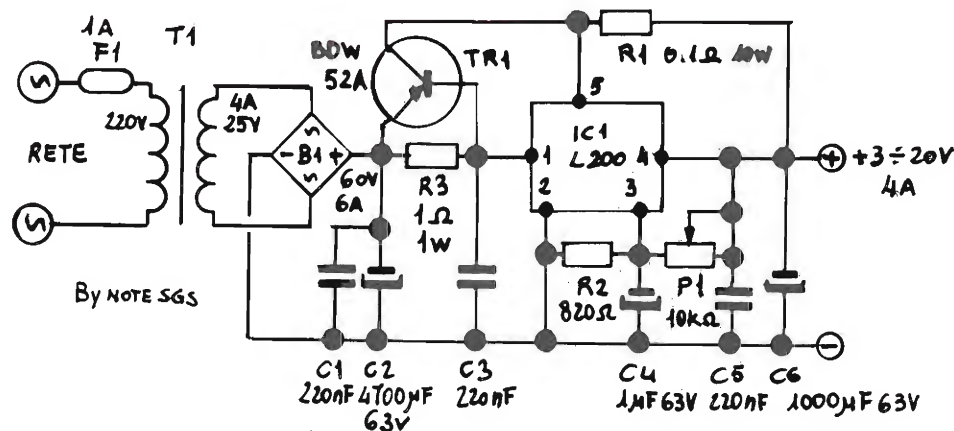 1A
F1
T1
220V
RETE
4A
25V
~
- B1 +
~
60V
6A
BDW
52A
TR1
R3
1Ω
1W
R1 0.1Ω 10W
5
IC1
L200
1
4
2
3
+3÷20V
4A
R2
820Ω
P1
10KΩ
By NOTE SGS
C1
220nF
C2
4700µF
63V
C3
220nF
C4
1µF 63V
C5
220nF
C6
1000µF 63V
+
-